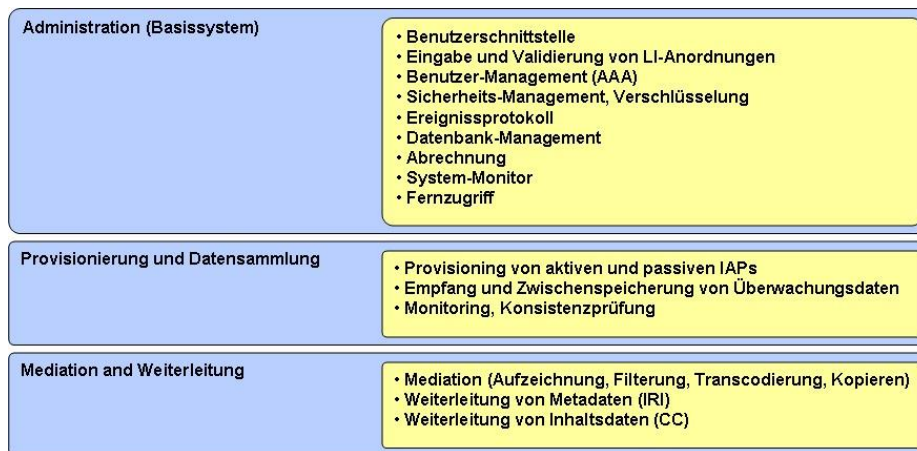 Administration (Basissystem)
• Benutzerschnittstelle
• Eingabe und Validierung von LI-Anordnungen
• Benutzer-Management (AAA)
• Sicherheits-Management, Verschlüsselung
• Ereignissprotokoll
• Datenbank-Management
• Abrechnung
• System-Monitor
• Fernzugriff
Provisionierung und Datensammlung
• Provisioning von aktiven und passiven IAPs
• Empfang und Zwischenspeicherung von Überwachungsdaten
• Monitoring, Konsistenzprüfung
Mediation and Weiterleitung
• Mediation (Aufzeichnung, Filterung, Transcodierung, Kopieren)
• Weiterleitung von Metadaten (IRI)
• Weiterleitung von Inhaltsdaten (CC)